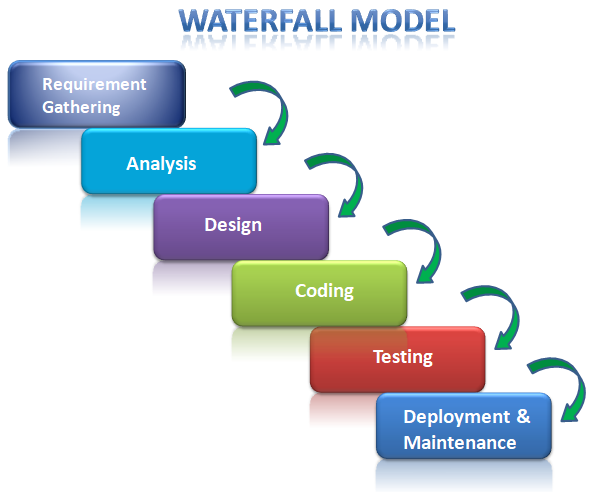 WATERFALL MODEL
Requirement
Gathering
Analysis
Design
Coding
Testing
Deployment &
Maintenance